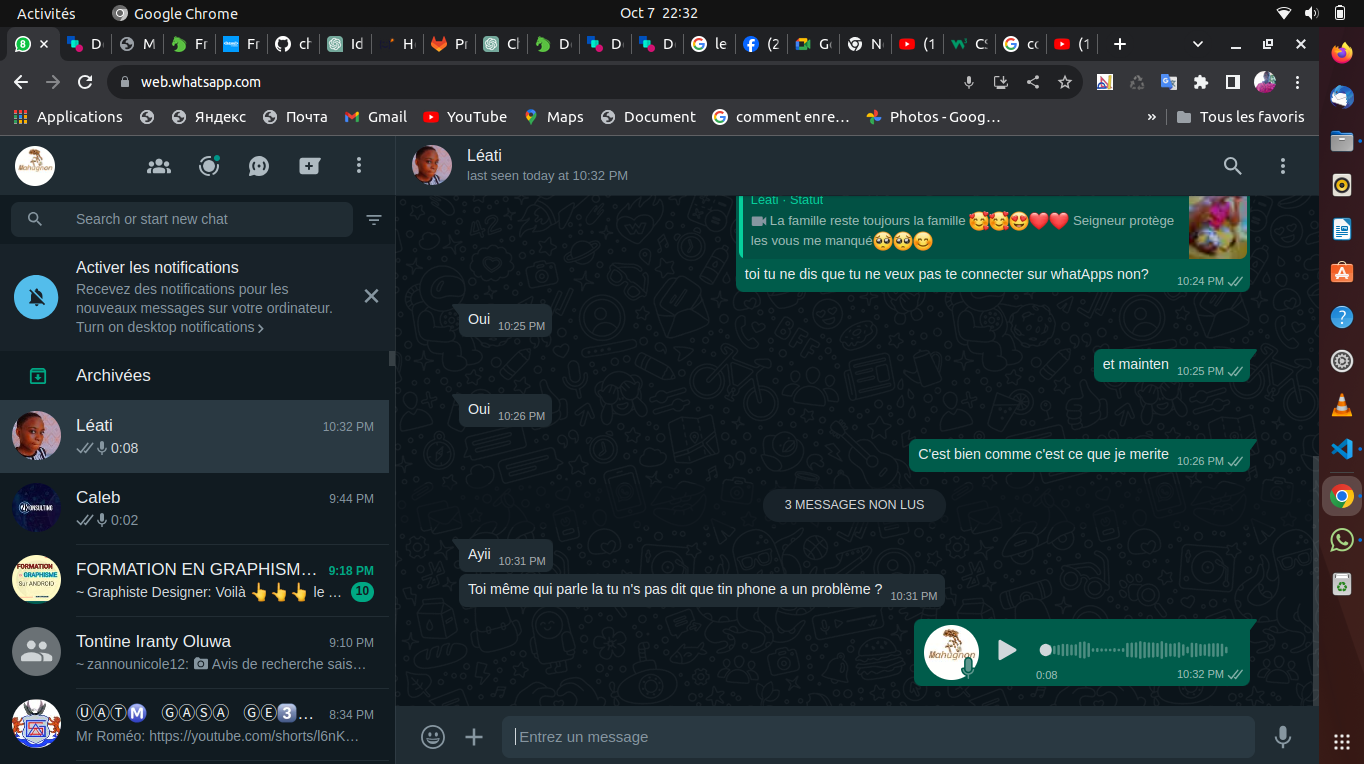 Activités
Google Chrome
Oct 7 22:32
8
D
M
Fr
Fr
ch
Id
H
Pr
Cl
D
D
D
le
(2
G
N
(1
CS
cc
(1
web.whatsapp.com
Applications
Яндекс
Почта
Gmail
YouTube
Maps
Document
comment enre…
Photos - Goog…
»
Tous les favoris
Mahugnon
Search or start new chat
Activer les notifications
Recevez des notifications pour les
nouveaux messages sur votre ordinateur.
Turn on desktop notifications
Archivées
Léati
10:32 PM
0:08
Caleb
9:44 PM
0:02
FORMATION EN GRAPHISM…
9:18 PM
~ Graphiste Designer: Voilà 👆👆👆 le …
10
FORMATION
GRAPHISME
Sur ANDROID
Tontine Iranty Oluwa
9:10 PM
~ zannounicole12: 📷 Avis de recherche sais…
ⓊⒶⓉⓂ️ ⒼⒶⓈⒶ ⒼⒺ3️⃣…
8:34 PM
Mr Roméo: https://youtube.com/shorts/l6nK…
Léati
last seen today at 10:32 PM
Léati · Statut
La famille reste toujours la famille 🥰🥰😍❤️❤️ Seigneur protège
les vous me manqué🥺🥺😊
toi tu ne dis que tu ne veux pas te connecter sur whatApps non?
10:24 PM
Oui
10:25 PM
et mainten
10:25 PM
Oui
10:26 PM
C'est bien comme c'est ce que je merite
10:26 PM
3 MESSAGES NON LUS
Ayii
10:31 PM
Toi même qui parle la tu n's pas dit que tin phone a un problème ?
10:31 PM
Mahugnon
0:08
10:32 PM
Entrez un message